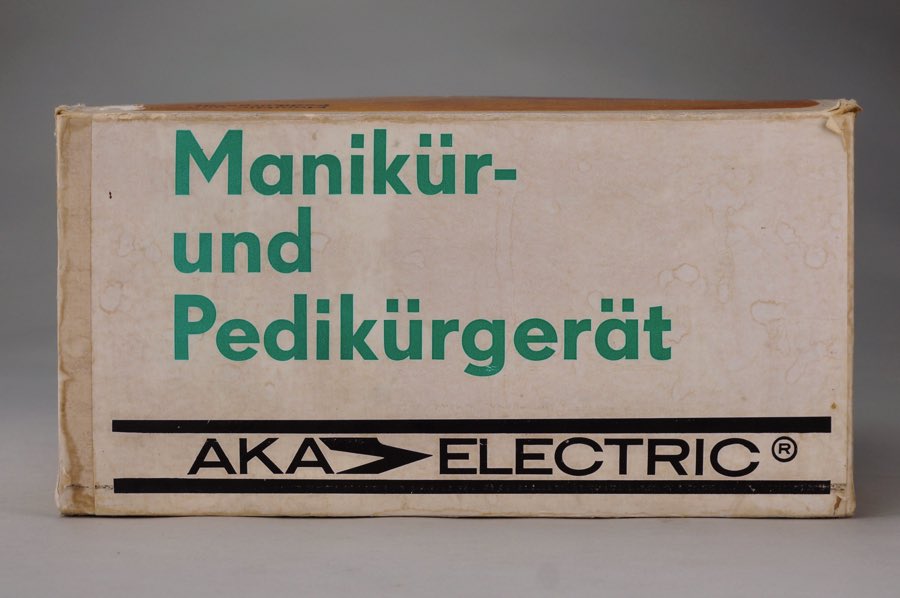 Manikür-
und
Pedikürgerät
AKA ELECTRIC ®